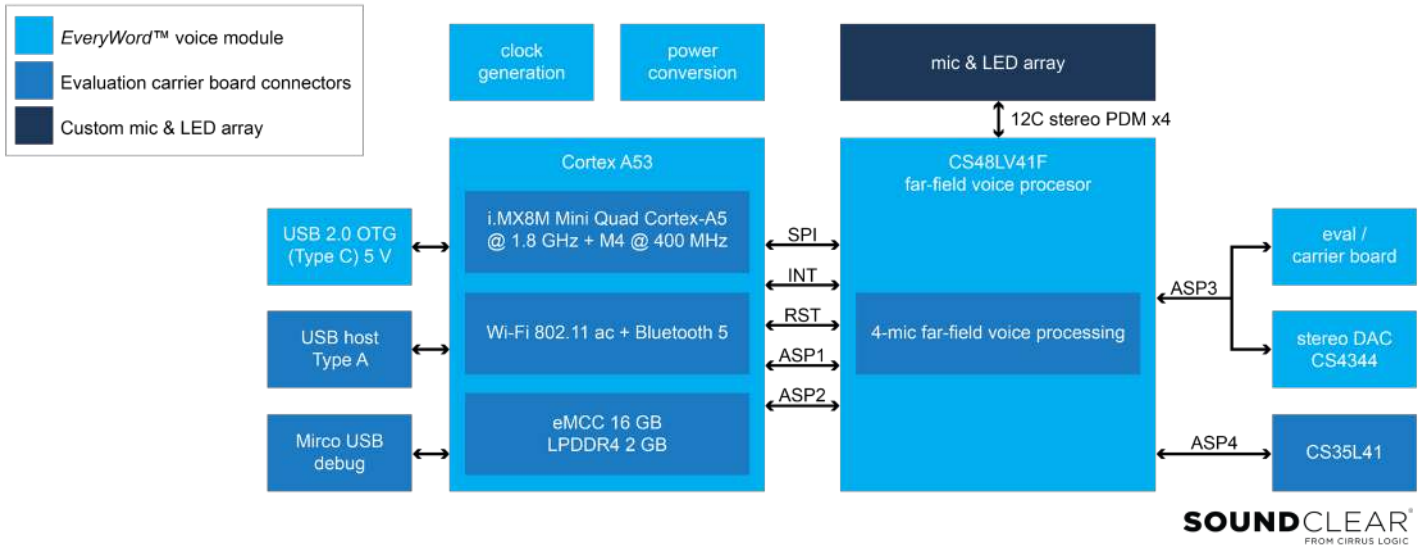 EveryWord™ voice module
Evaluation carrier board connectors
Custom mic & LED array
clock
generation
power
conversion
mic & LED array
12C stereo PDM x4
Cortex A53
i.MX8M Mini Quad Cortex-A5
@ 1.8 GHz + M4 @ 400 MHz
Wi-Fi 802.11 ac + Bluetooth 5
eMCC 16 GB
LPDDR4 2 GB
USB 2.0 OTG
(Type C) 5 V
USB host
Type A
Mirco USB
debug
SPI
INT
RST
ASP1
ASP2
CS48LV41F
far-field voice procesor
4-mic far-field voice processing
ASP3
ASP4
eval /
carrier board
stereo DAC
CS4344
CS35L41
SOUNDCLEAR®
FROM CIRRUS LOGIC